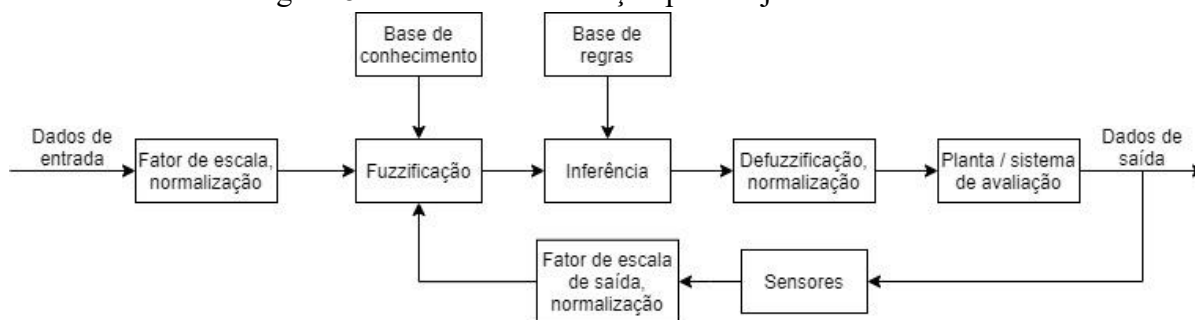 Base de
conhecimento
Base de
regras
Dados de
entrada
Fator de escala,
normalização
Fuzzificação
Inferência
Defuzzificação,
normalização
Planta / sistema
de avaliação
Dados de
saída
Fator de escala
de saída,
normalização
Sensores